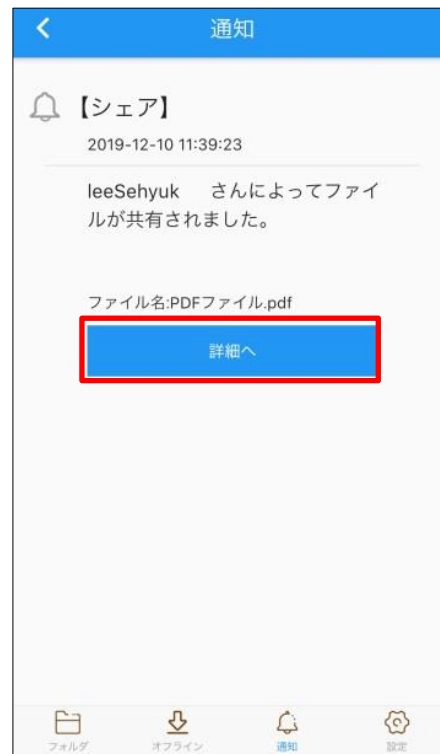 通知
【シェア】
2019-12-10 11:39:23
leeSehyuk さんによってファイ
ルが共有されました。
ファイル名:PDFファイル.pdf
詳細へ
フォルダ オフライン 通知 設定